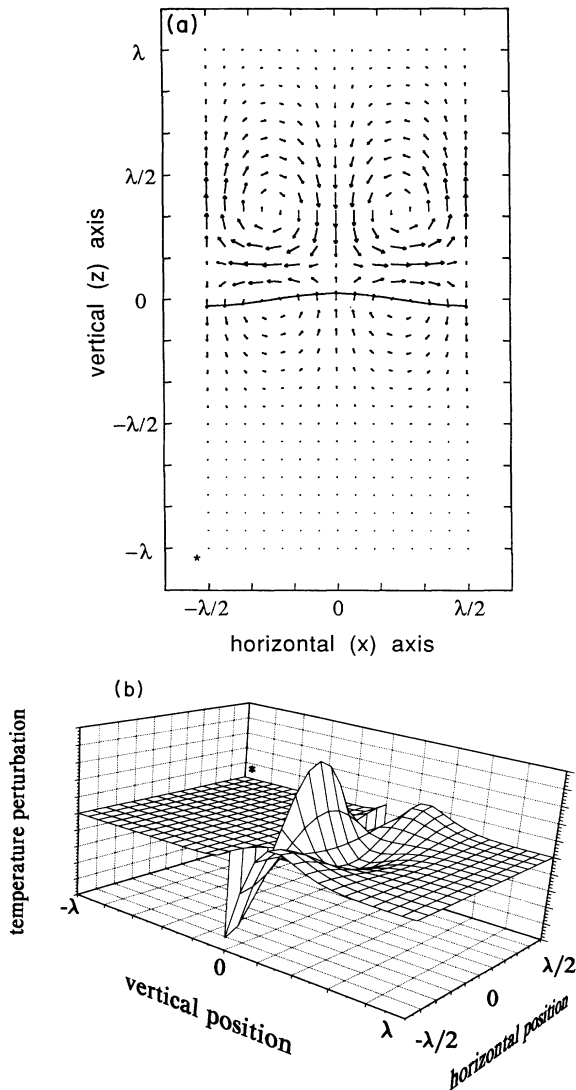 (a)
λ
λ/2
0
−λ/2
−λ
*
vertical (z) axis
−λ/2 0 λ/2
horizontal (x) axis
(b)
*
temperature perturbation
-λ
0
λ
vertical position
-λ/2
0
λ/2
horizontal position